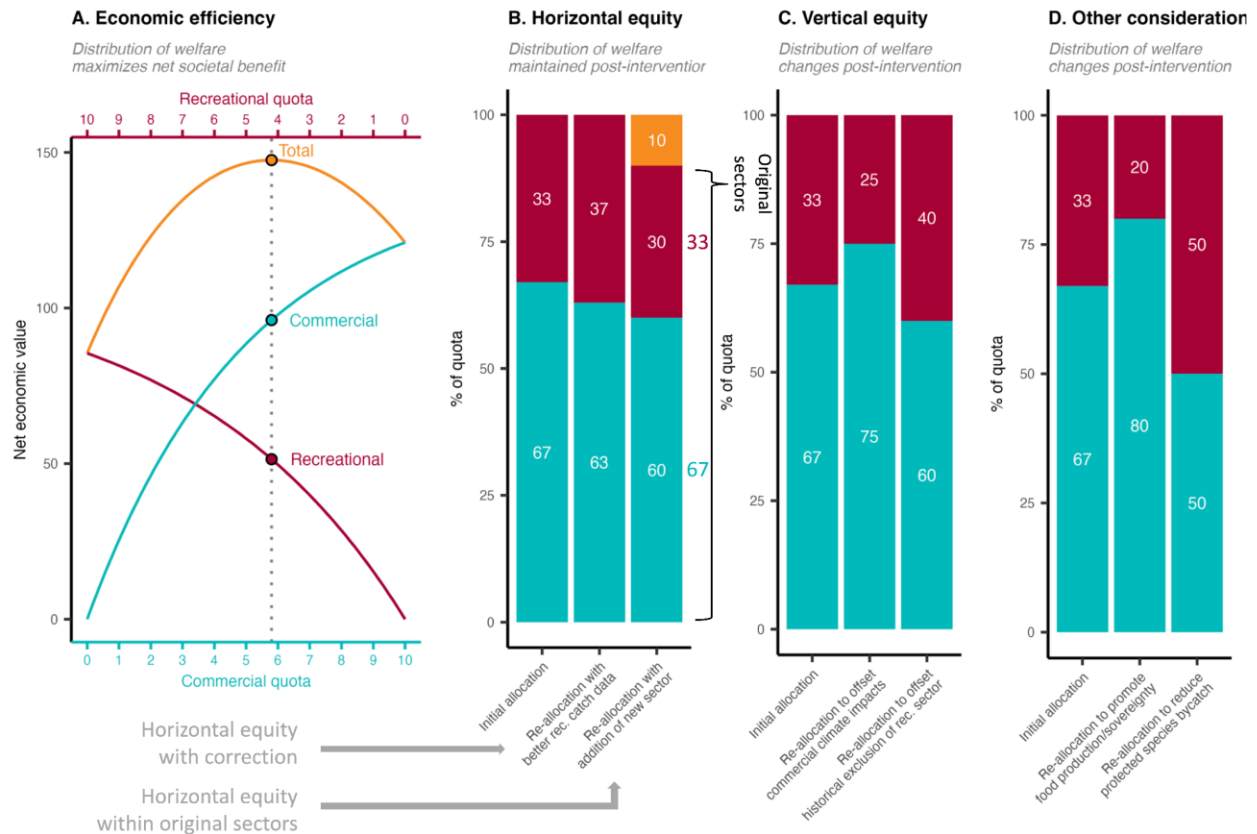 A. Economic efficiency
Distribution of welfare
maximizes net societal benefit
Recreational quota
10 9 8 7 6 5 4 3 2 1 0
150
100
50
0
Net economic value
Total
Commercial
Recreational
0 1 2 3 4 5 6 7 8 9 10
Commercial quota
Horizontal equity
with correction
Horizontal equity
within original sectors
B. Horizontal equity
Distribution of welfare
maintained post-interventior
100
75
50
25
0
% of quota
33
67
37
63
10
30
60
33
67
Original
sectors
Initial allocation
Re-allocation with
better rec. catch data
Re-allocation with
addition of new sector
C. Vertical equity
Distribution of welfare
changes post-intervention
100
75
50
25
0
% of quota
33
67
25
75
40
60
Initial allocation
Re-allocation to offset
commercial climate impacts
Re-allocation to offset
historical exclusion of rec. sector
D. Other consideration
Distribution of welfare
changes post-intervention
100
75
50
25
0
% of quota
33
67
20
80
50
50
Initial allocation
Re-allocation to promote
food production/sovereignty
Re-allocation to reduce
protected species bycatch